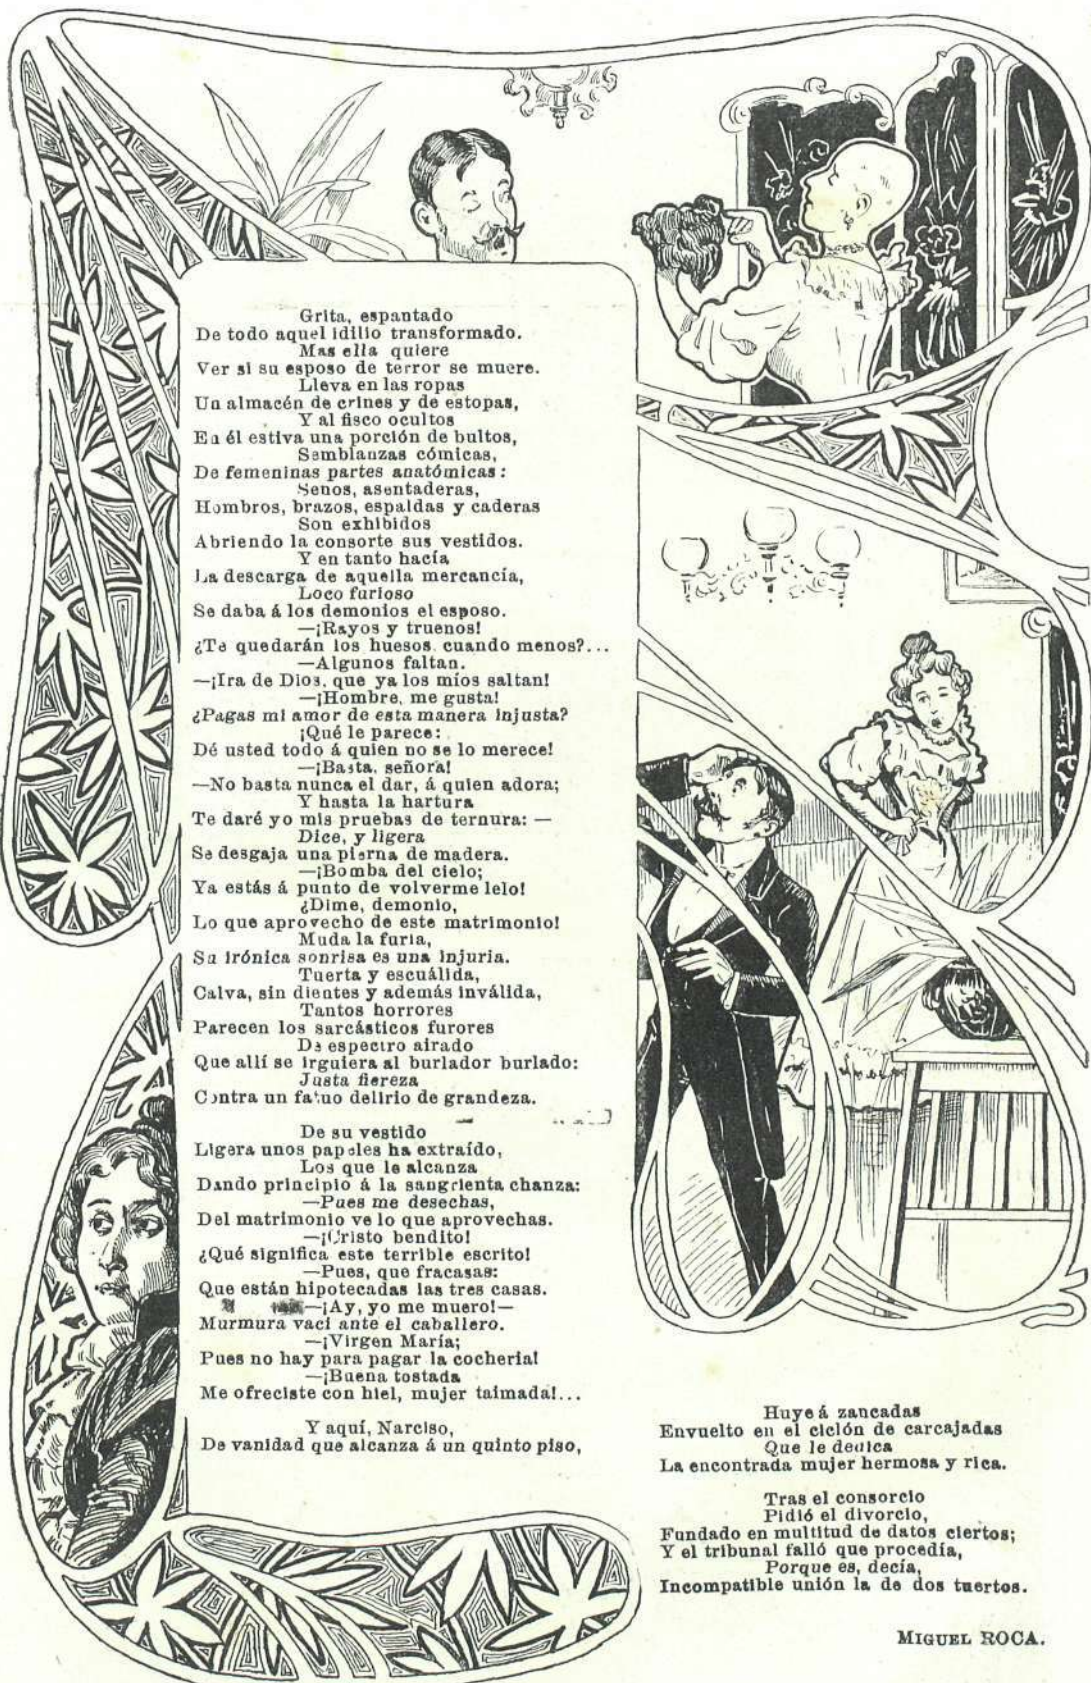 Grita, espantado
De todo aquel idilio transformado.
Mas ella quiere
Ver si su esposo de terror se muere.
Lleva en las ropas
Un almacén de crines y de estopas,
Y al fisco ocultos
En él estiva una porción de bultos,
Semblanzas cómicas,
De femeninas partes anatómicas:
Senos, asentaderas,
Hombros, brazos, espaldas y caderas
Son exhibidos
Abriendo la consorte sus vestidos.
Y en tanto hacía
La descarga de aquella mercancía,
Loco furioso
Se daba á los demonios el esposo.
—¡Rayos y truenos!
¿Te quedarán los huesos cuando menos?...
—Algunos faltan.
—¡Ira de Dios, que ya los míos saltan!
—¡Hombre, me gusta!
¿Pagas mi amor de esta manera injusta?
¡Qué le parece:
Dé usted todo á quien no se lo merece!
—¡Basta, señora!
—No basta nunca el dar, á quien adora;
Y hasta la hartura
Te daré yo mis pruebas de ternura: —
Dice, y ligera
Se desgaja una pierna de madera.
—¡Bomba del cielo;
Ya estás á punto de volverme lelo!
¿Dime, demonio,
Lo que aprovecho de este matrimonio!
Muda la furia,
Su irónica sonrisa es una injuria.
Tuerta y escuálida,
Calva, sin dientes y además inválida,
Tantos horrores
Parecen los sarcásticos furores
De espectro airado
Que allí se irguiera al burlador burlado:
Justa fiereza
Contra un fatuo delirio de grandeza.
De su vestido
Ligera unos papeles ha extraído,
Los que le alcanza
Dando principio á la sangrienta chanza:
—Pues me desechas,
Del matrimonio ve lo que aprovechas.
—¡Cristo bendito!
¿Qué significa este terrible escrito!
—Pues, que fracasas:
Que están hipotecadas las tres casas.
—¡Ay, yo me muero!—
Murmura vaci ante el caballero.
—¡Virgen María;
Pues no hay para pagar la cochería!
—¡Buena tostada
Me ofreciste con hiel, mujer taimada!...
Y aquí, Narciso,
De vanidad que alcanza á un quinto piso,
Huye á zancadas
Envuelto en el ciclón de carcajadas
Que le dedica
La encontrada mujer hermosa y rica.
Tras el consorcio
Pidió el divorcio,
Fundado en multitud de datos ciertos;
Y el tribunal falló que procedía,
Porque es, decía,
Incompatible unión la de dos tuertos.
MIGUEL ROCA.